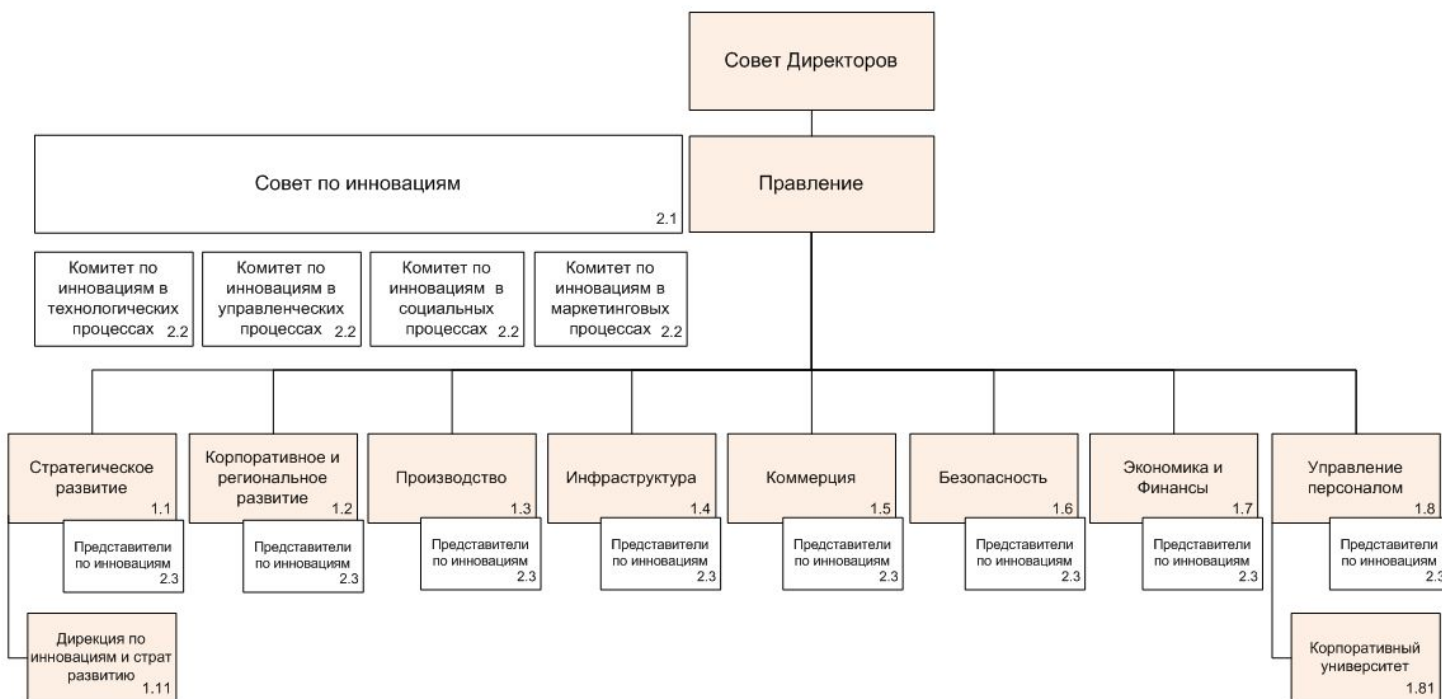 Совет Директоров
Совет по инновациям
2.1
Правление
Комитет по
инновациям в
технологических
процессах 2.2
Комитет по
инновациям в
управленческих
процессах 2.2
Комитет по
инновациям в
социальных
процессах 2.2
Комитет по
инновациям в
маркетинговых
процессах 2.2
Стратегическое
развитие
1.1
Корпоративное и
региональное
развитие
1.2
Производство
1.3
Инфраструктура
1.4
Коммерция
1.5
Безопасность
1.6
Экономика и
Финансы
1.7
Управление
персоналом
1.8
Представители
по инновациям
2.3
Представители
по инновациям
2.3
Представители
по инновациям
2.3
Представители
по инновациям
2.3
Представители
по инновациям
2.3
Представители
по инновациям
2.3
Представители
по инновациям
2.3
Представители
по инновациям
2.3
Дирекция по
инновациям и страт
развитию
1.11
Корпоративный
университет
1.81